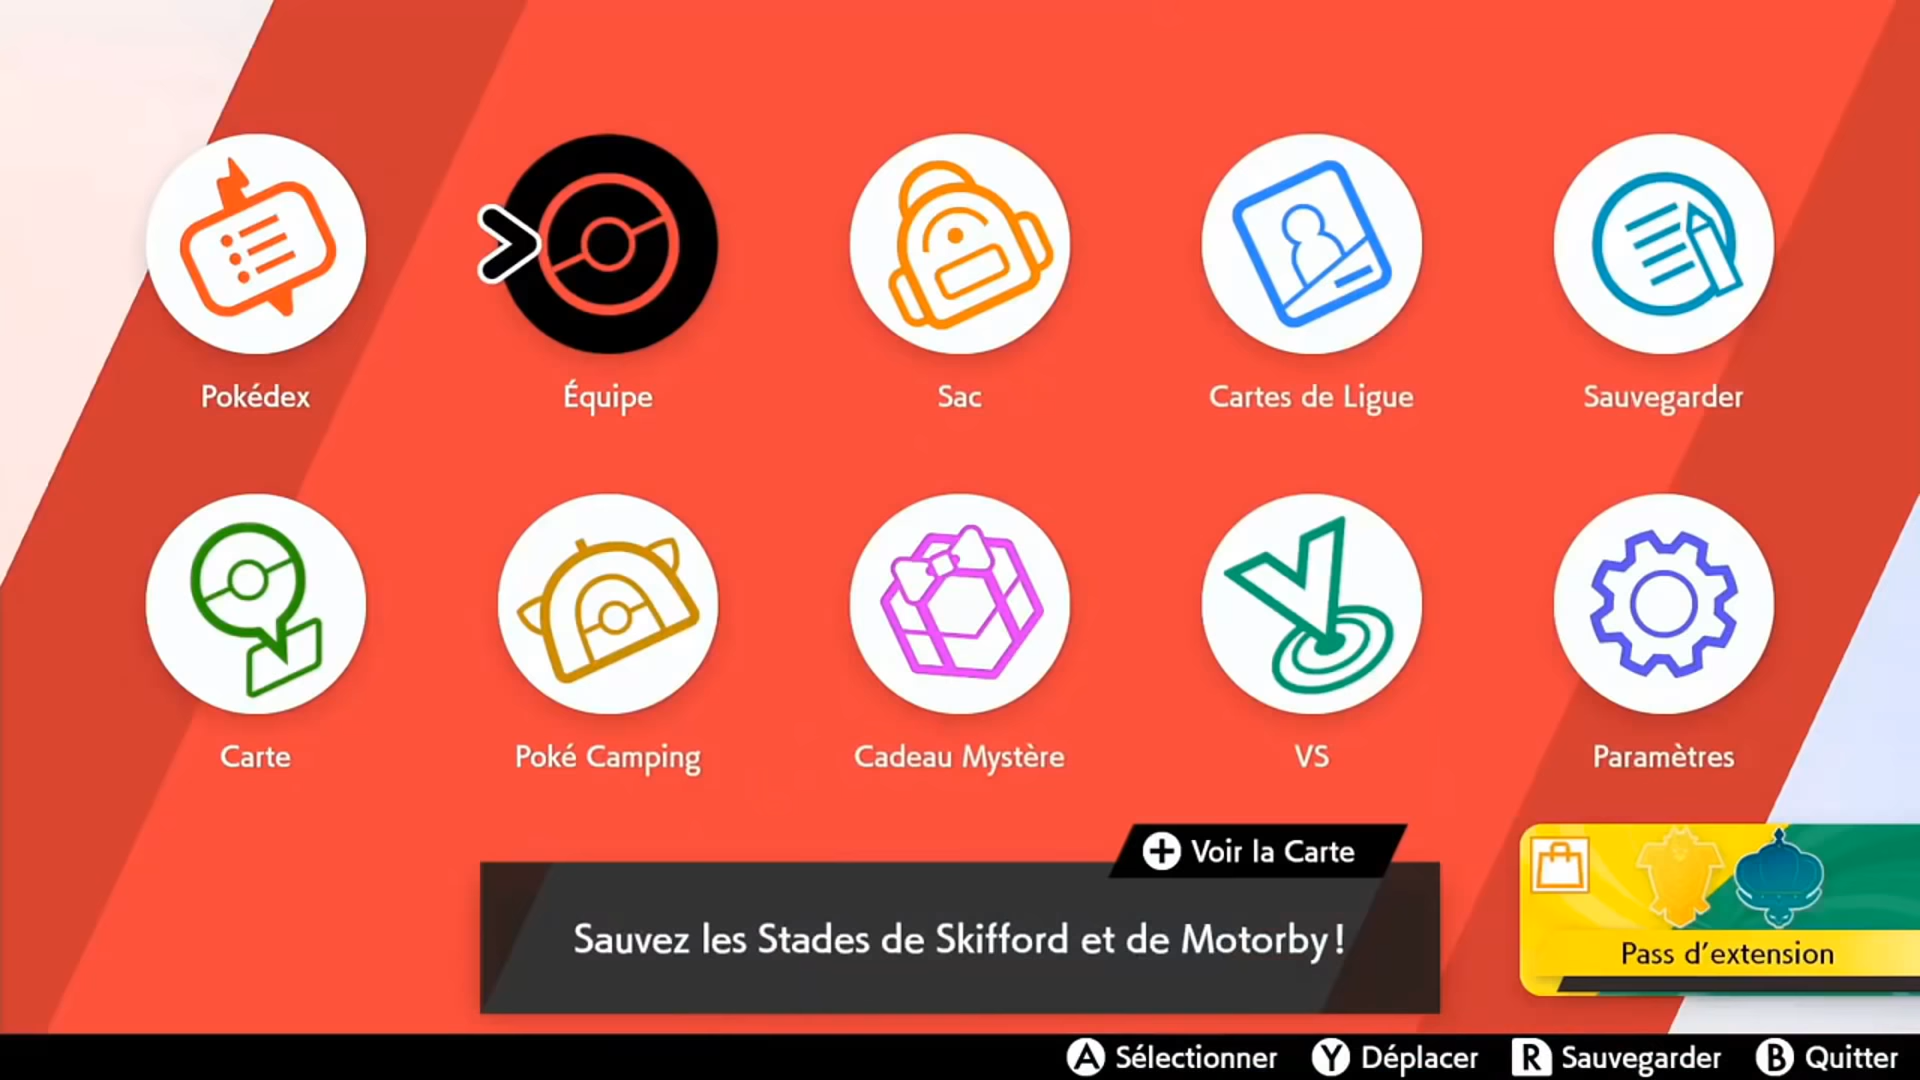 Pokédex
Équipe
Sac
Cartes de Ligue
Sauvegarder
Carte
Poké Camping
Cadeau Mystère
VS
Paramètres
+ Voir la Carte
Sauvez les Stades de Skifford et de Motorby !
Pass d'extension
A Sélectionner Y Déplacer R Sauvegarder B Quitter